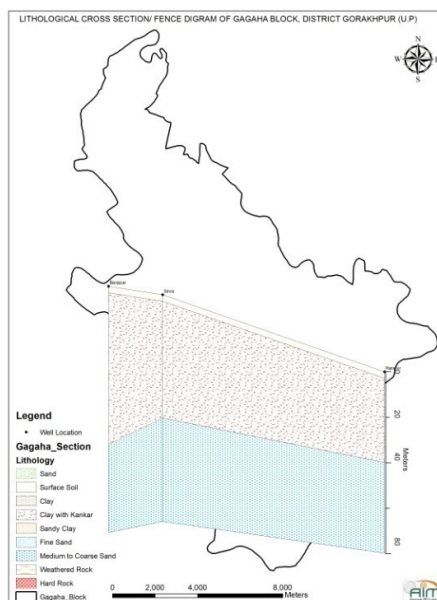 LITHOLOGICAL CROSS SECTION/ FENCE DIGRAM OF GAGAHA BLOCK, DISTRICT GORAKHPUR (U.P)
N
W
S
0
20
40
Meters
80
Legend
Well Location
Gagaha_Section
Lithology
Sand
Surface Soil
Clay
Clay with Kankar
Sandy Clay
Fine Sand
Medium to Coarse Sand
Weathered Rock
Hard Rock
Gagaha_Block
0 2,000 4,000 8,000
Meters